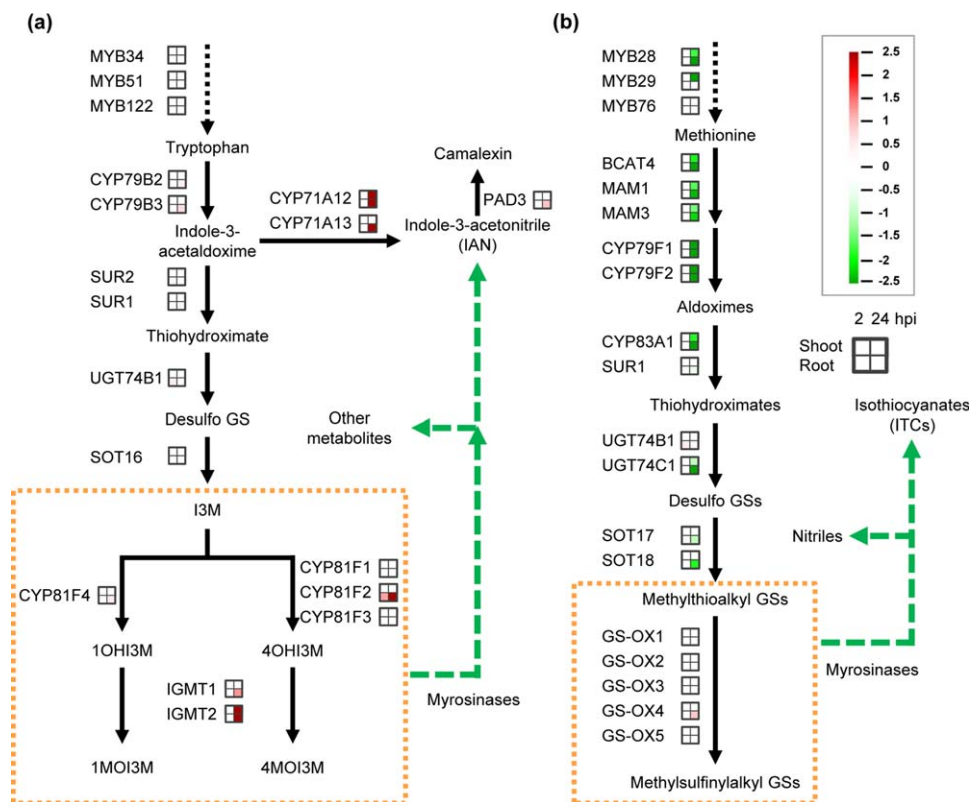 (a)
MYB34
MYB51
MYB122
Tryptophan
CYP79B2
CYP79B3
Indole-3-
acetaldoxime
CYP71A12
CYP71A13
Camalexin
PAD3
Indole-3-acetonitrile
(IAN)
SUR2
SUR1
Thiohydroximate
UGT74B1
Desulfo GS
Other
metabolites
SOT16
I3M
CYP81F4
CYP81F1
CYP81F2
CYP81F3
1OHI3M
4OHI3M
IGMT1
IGMT2
1MOI3M
4MOI3M
Myrosinases
(b)
MYB28
MYB29
MYB76
Methionine
BCAT4
MAM1
MAM3
CYP79F1
CYP79F2
Aldoximes
CYP83A1
SUR1
Thiohydroximates
UGT74B1
UGT74C1
Desulfo GSs
SOT17
SOT18
Methylthioalkyl GSs
GS-OX1
GS-OX2
GS-OX3
GS-OX4
GS-OX5
Methylsulfinylalkyl GSs
2.5
2
1.5
1
0.5
0
-0.5
-1
-1.5
-2
-2.5
2 24 hpi
Shoot
Root
Isothiocyanates
(ITCs)
Nitriles
Myrosinases